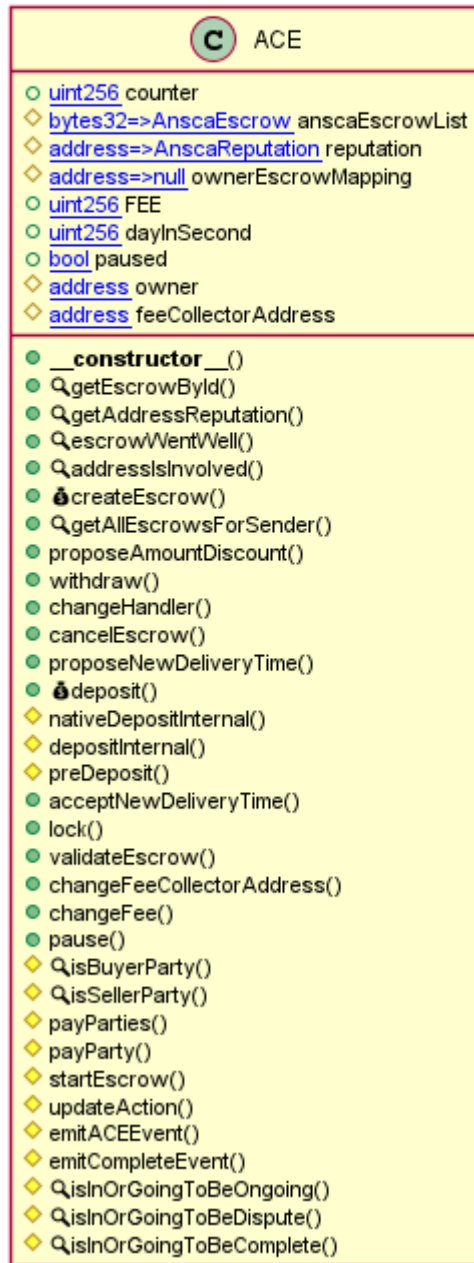 C ACE
uint256 counter
bytes32=>AnscaEscrow anscaEscrowList
address=>AnscaReputation reputation
address=>null ownerEscrowMapping
uint256 FEE
uint256 dayInSecond
bool paused
address owner
address feeCollectorAddress
__constructor__()
getEscrowById()
getAddressReputation()
escrowWentWell()
addressIsInvolved()
createEscrow()
getAllEscrowsForSender()
proposeAmountDiscount()
withdraw()
changeHandler()
cancelEscrow()
proposeNewDeliveryTime()
deposit()
nativeDepositInternal()
depositInternal()
preDeposit()
acceptNewDeliveryTime()
lock()
validateEscrow()
changeFeeCollectorAddress()
changeFee()
pause()
isBuyerParty()
isSellerParty()
payParties()
payParty()
startEscrow()
updateAction()
emitACEEvent()
emitCompleteEvent()
isInOrGoingToBeOngoing()
isInOrGoingToBeDispute()
isInOrGoingToBeComplete()